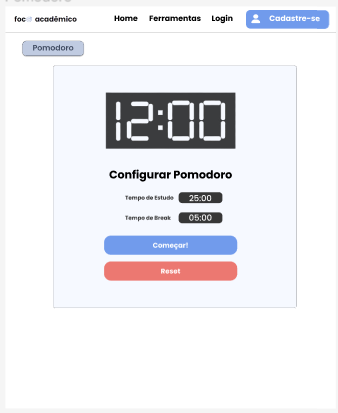 Pomodoro
foco acadêmico Home Ferramentas Login Cadastre-se
Pomodoro
12:00
Configurar Pomodoro
Tempo de Estudo 25:00
Tempo de Break 05:00
Começar!
Reset